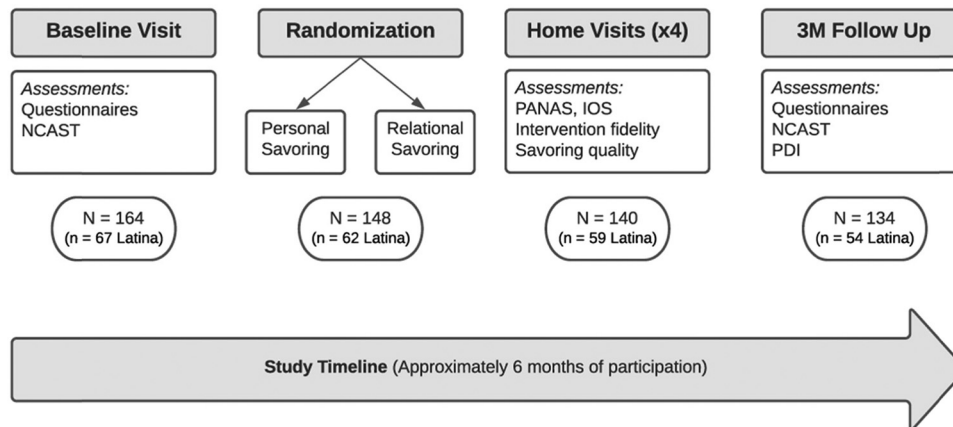 Baseline Visit
Assessments:
Questionnaires
NCAST
N = 164
(n = 67 Latina)
Randomization
Personal
Savoring
Relational
Savoring
N = 148
(n = 62 Latina)
Home Visits (x4)
Assessments:
PANAS, IOS
Intervention fidelity
Savoring quality
N = 140
(n = 59 Latina)
3M Follow Up
Assessments:
Questionnaires
NCAST
PDI
N = 134
(n = 54 Latina)
Study Timeline (Approximately 6 months of participation)